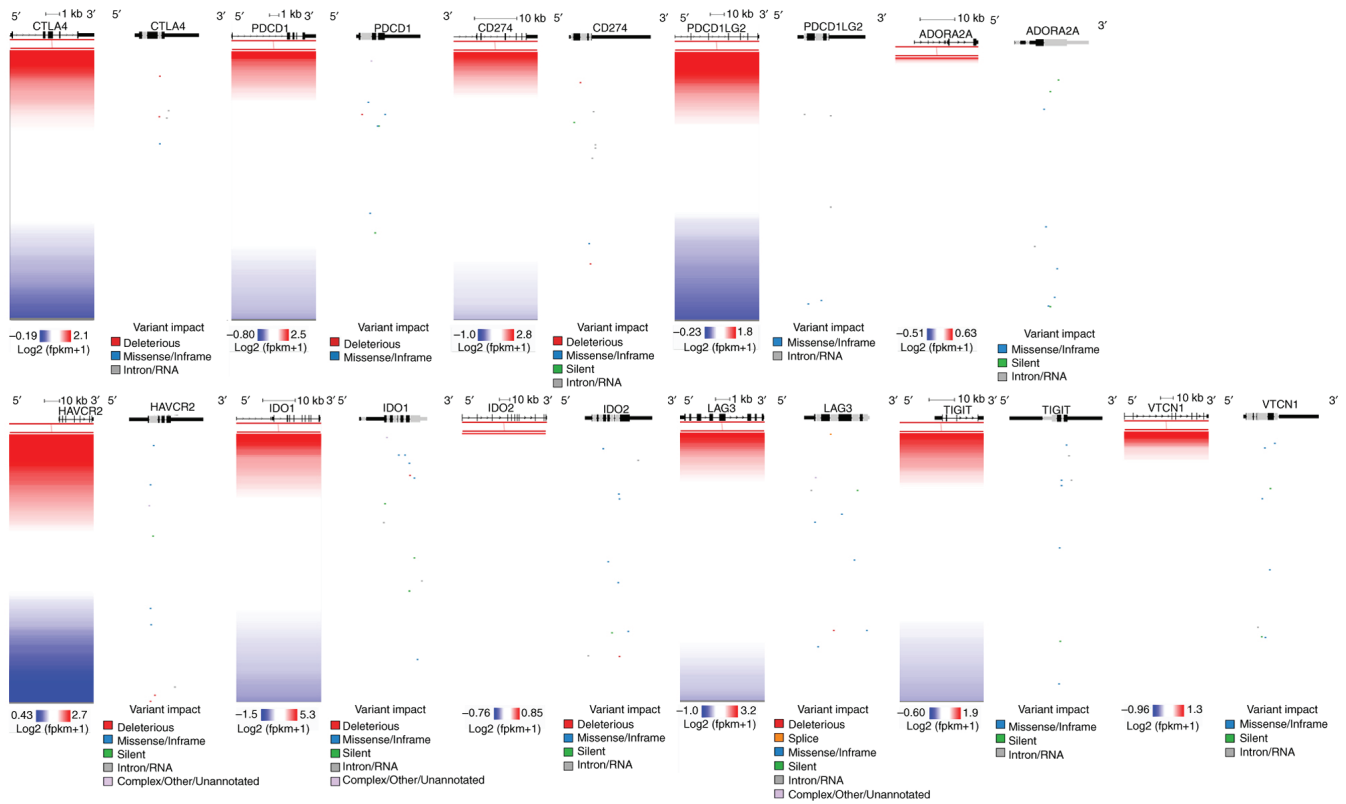 1 kb
5′ 3′
CTLA4
5′ 3′
CTLA4
1 kb
5′ 3′
PDCD1
5′ 3′
PDCD1
10 kb
5′ 3′
CD274
5′ 3′
CD274
10 kb
5′ 3′
PDCD1LG2
5′ 3′
PDCD1LG2
10 kb
5′ 3′
ADORA2A
5′ 3′
ADORA2A
−0.19 2.1
Log2 (fpkm+1)
Variant impact
Deleterious
Missense/Inframe
Intron/RNA
−0.80 2.5
Log2 (fpkm+1)
Variant impact
Deleterious
Missense/Inframe
−1.0 2.8
Log2 (fpkm+1)
Variant impact
Deleterious
Missense/Inframe
Silent
Intron/RNA
−0.23 1.8
Log2 (fpkm+1)
Variant impact
Missense/Inframe
Intron/RNA
−0.51 0.63
Log2 (fpkm+1)
Variant impact
Missense/Inframe
Silent
Intron/RNA
10 kb
5′ 3′
HAVCR2
5′ 3′
HAVCR2
10 kb
5′ 3′
IDO1
5′ 3′
IDO1
10 kb
5′ 3′
IDO2
5′ 3′
IDO2
1 kb
5′ 3′
LAG3
5′ 3′
LAG3
10 kb
5′ 3′
TIGIT
5′ 3′
TIGIT
10 kb
5′ 3′
VTCN1
5′ 3′
VTCN1
0.43 2.7
Log2 (fpkm+1)
Variant impact
Deleterious
Missense/Inframe
Silent
Intron/RNA
Complex/Other/Unannotated
−1.5 5.3
Log2 (fpkm+1)
Variant impact
Deleterious
Missense/Inframe
Silent
Intron/RNA
Complex/Other/Unannotated
−0.76 0.85
Log2 (fpkm+1)
Variant impact
Deleterious
Missense/Inframe
Silent
Intron/RNA
−1.0 3.2
Log2 (fpkm+1)
Variant impact
Deleterious
Splice
Missense/Inframe
Silent
Intron/RNA
Complex/Other/Unannotated
−0.60 1.9
Log2 (fpkm+1)
Variant impact
Missense/Inframe
Silent
Intron/RNA
−0.96 1.3
Log2 (fpkm+1)
Variant impact
Missense/Inframe
Silent
Intron/RNA